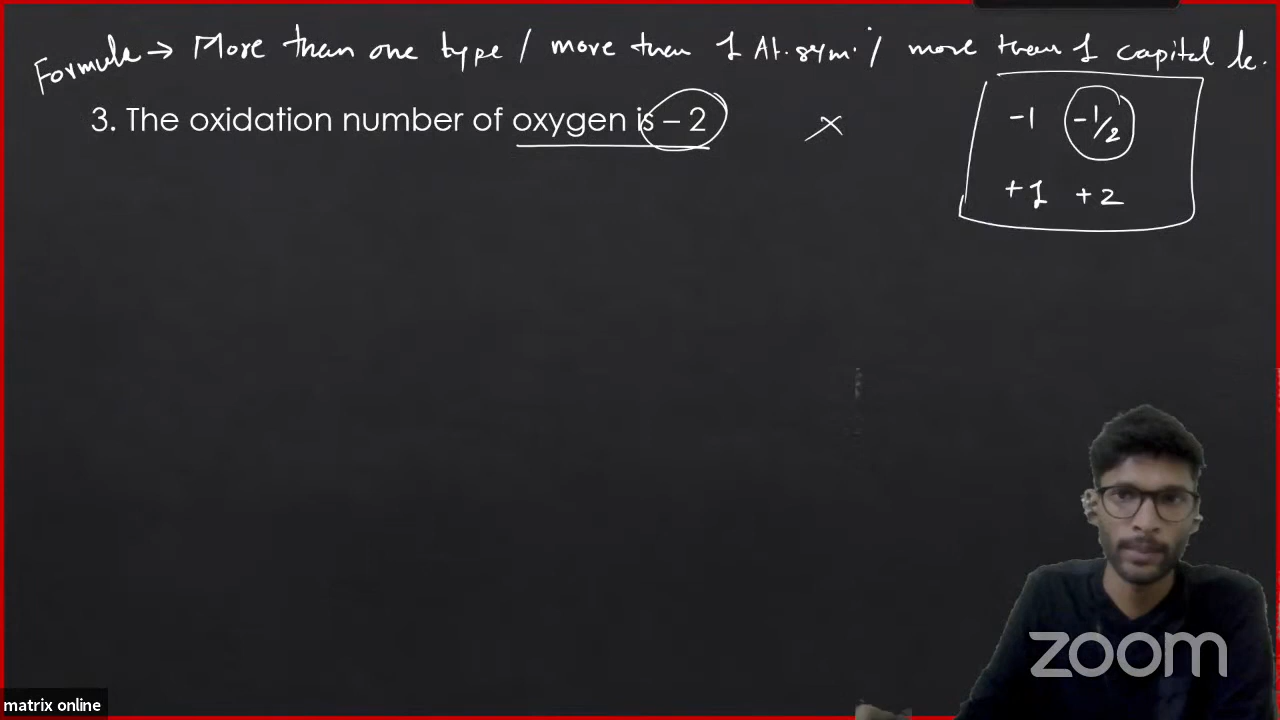 Formula → More than one type / more than 1 At. sym. / more than 1 capital le.
3. The oxidation number of oxygen is – 2 ×
-1 -1/2
+1 +2
zoom
matrix online